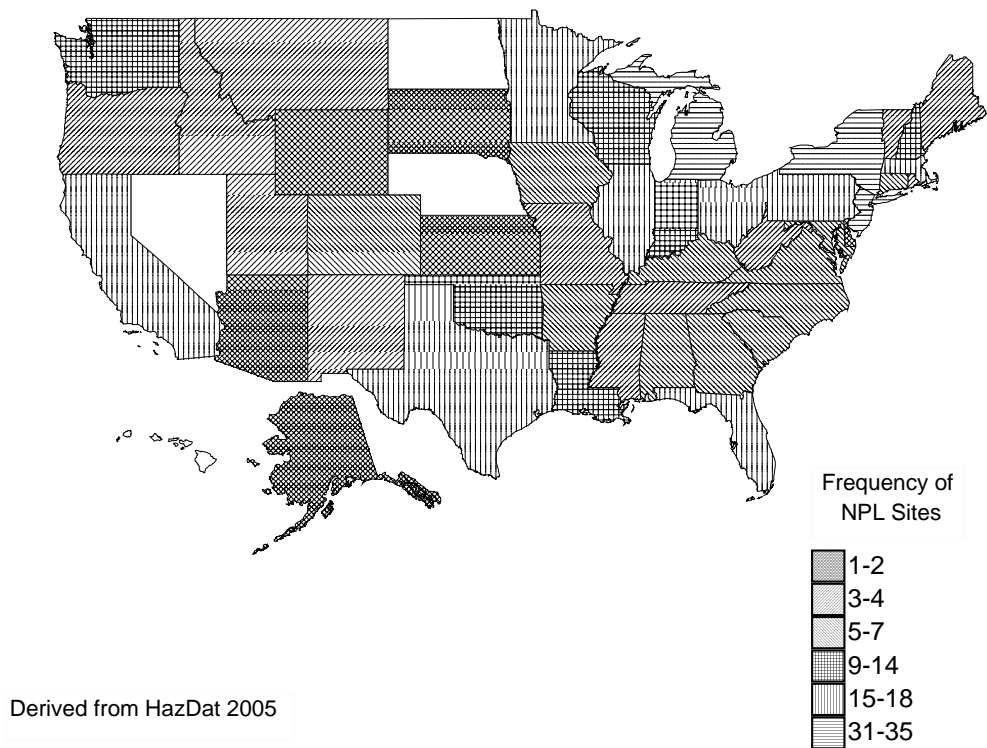 Frequency of
NPL Sites
1-2
3-4
5-7
9-14
15-18
31-35
Derived from HazDat 2005